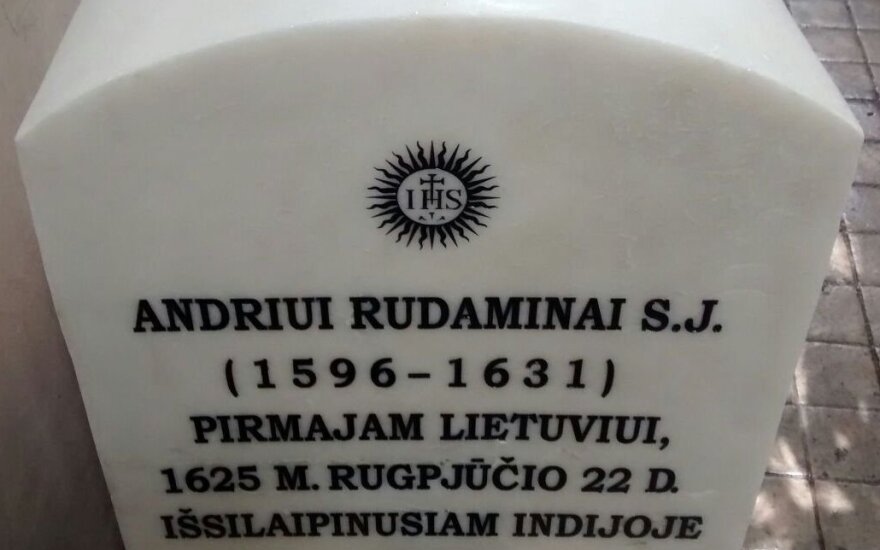 IHS
ANDRIUI RUDAMINAI S.J.
(1596–1631)
PIRMAJAM LIETUVIUI,
1625 M. RUGPJŪČIO 22 D.
IŠSILAIPINUSIAM INDIJOJE